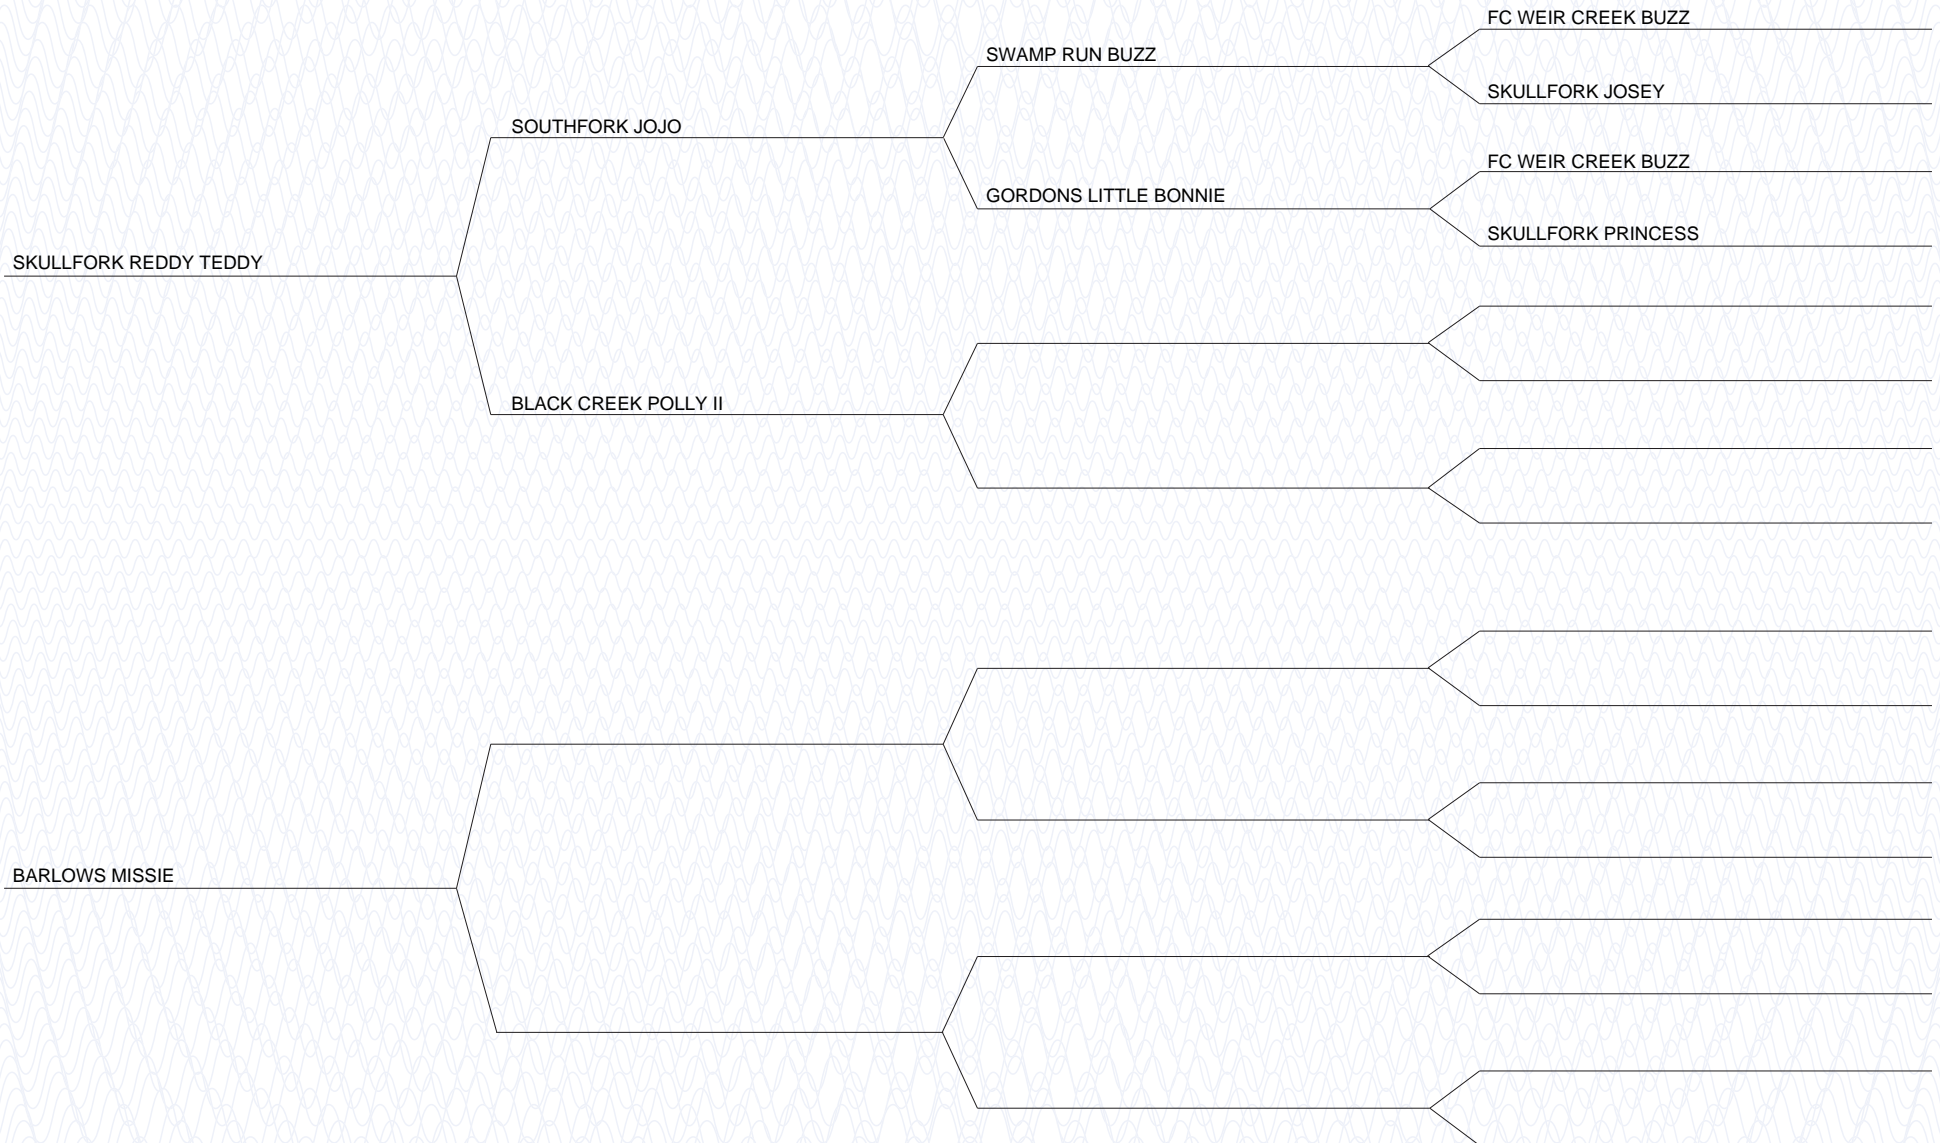 FC WEIR CREEK BUZZ
SWAMP RUN BUZZ
SKULLFORK JOSEY
SOUTHFORK JOJO
FC WEIR CREEK BUZZ
GORDONS LITTLE BONNIE
SKULLFORK PRINCESS
SKULLFORK REDDY TEDDY
BLACK CREEK POLLY II
BARLOWS MISSIE